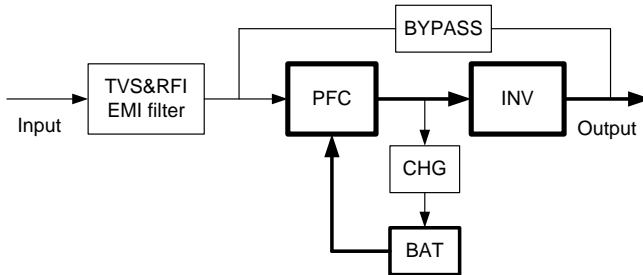 BYPASS
TVS&RFI
EMI filter
PFC
INV
Input
Output
CHG
BAT